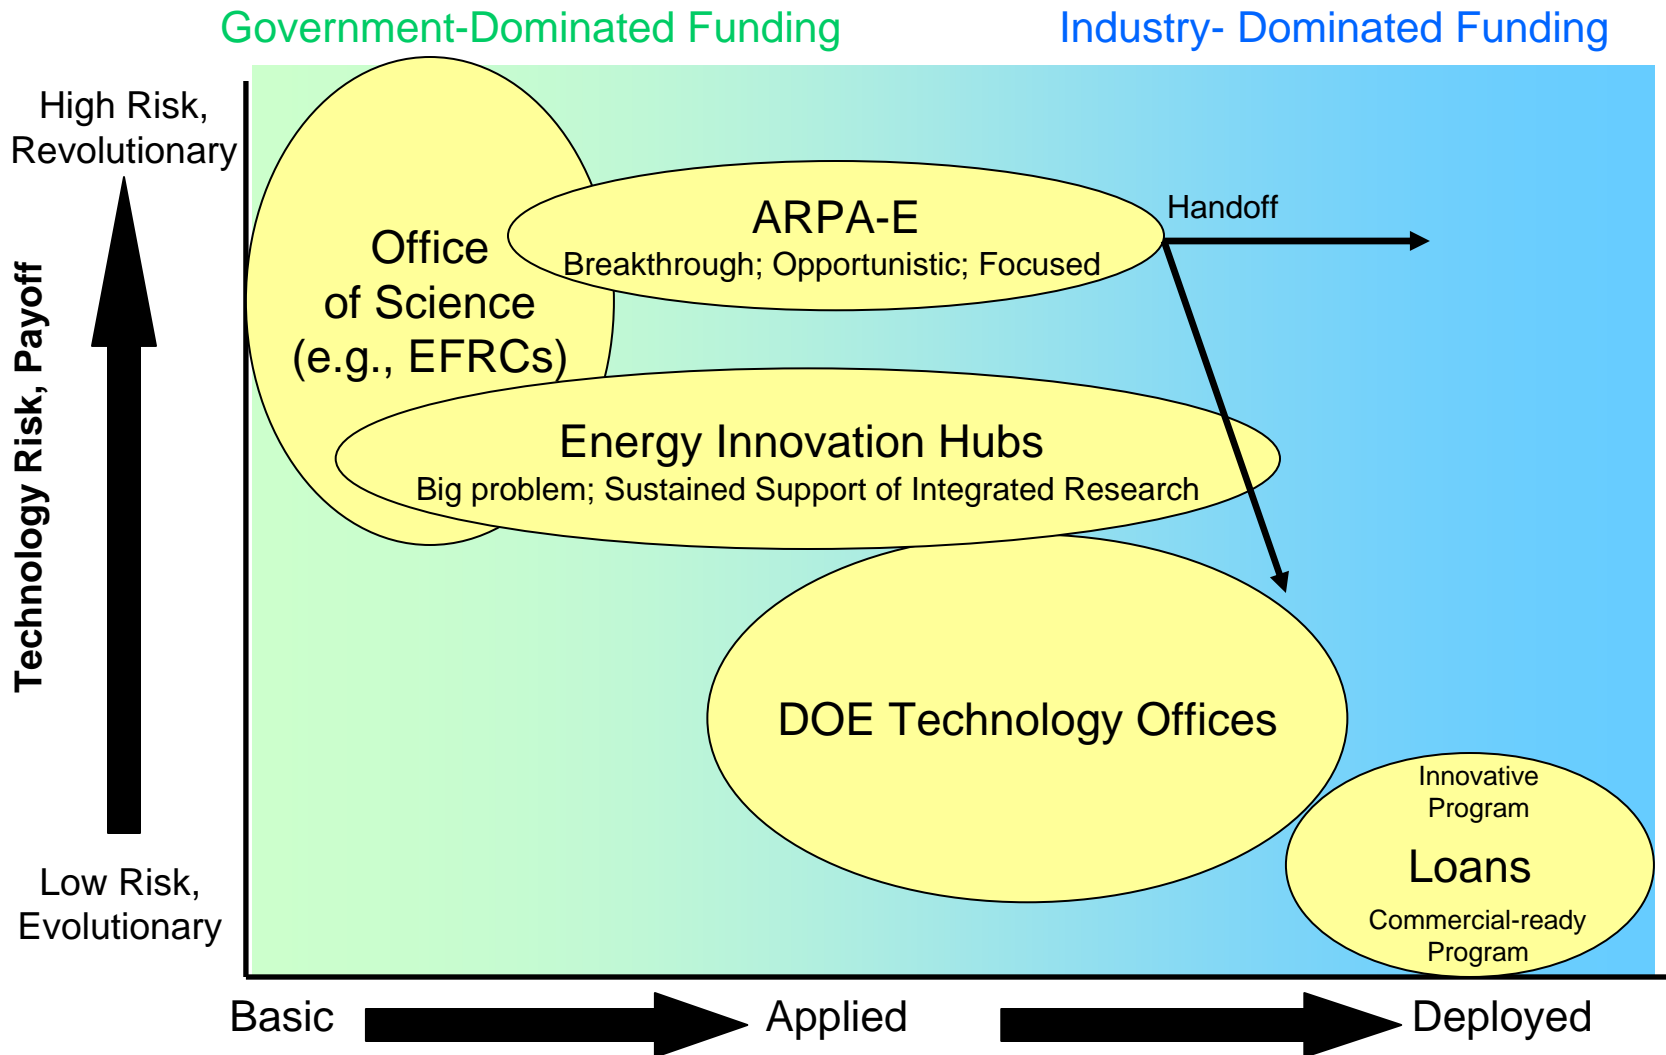 Government-Dominated Funding
Industry- Dominated Funding
High Risk,
Revolutionary
Technology Risk, Payoff
Low Risk,
Evolutionary
Office
of Science
(e.g., EFRCs)
ARPA-E
Breakthrough; Opportunistic; Focused
Handoff
Energy Innovation Hubs
Big problem; Sustained Support of Integrated Research
DOE Technology Offices
Innovative
Program
Loans
Commercial-ready
Program
Basic
Applied
Deployed